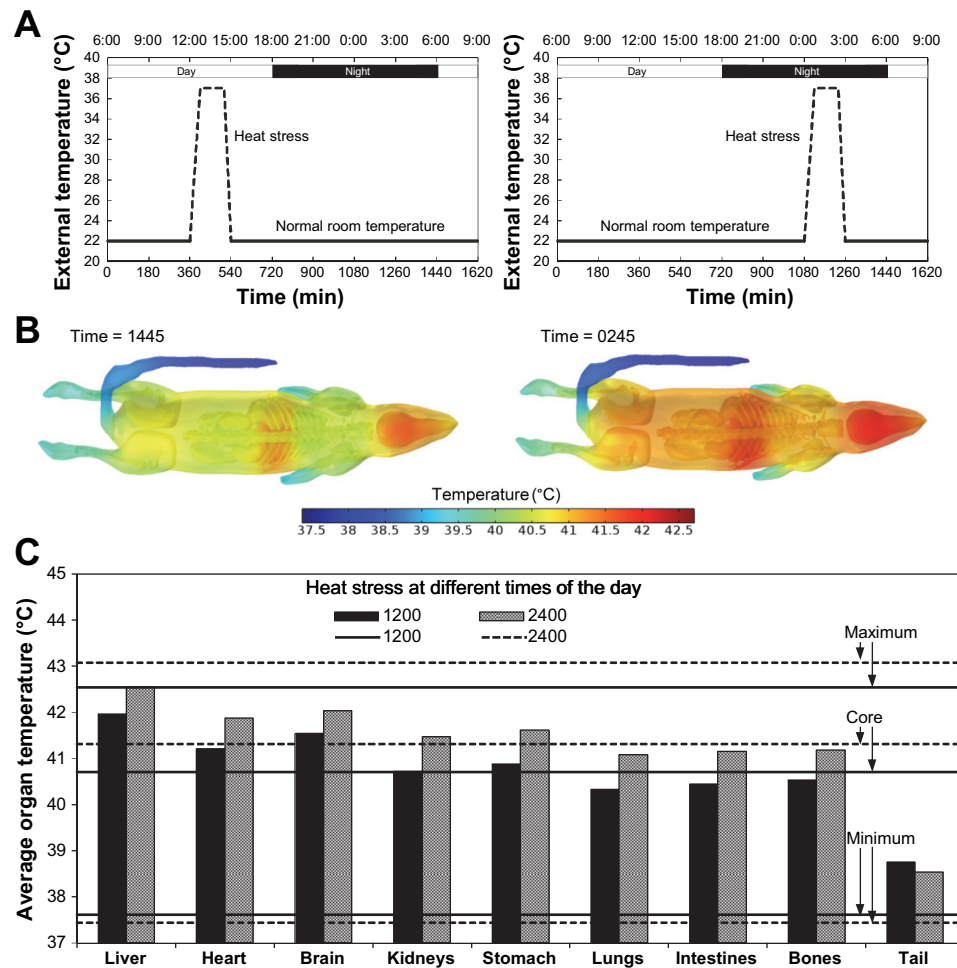 A
6:00 9:00 12:00 15:00 18:00 21:00 0:00 3:00 6:00 9:00
External temperature (°C)
40
38
36
34
32
30
28
26
24
22
20
Day Night
Heat stress
Normal room temperature
0 180 360 540 720 900 1080 1260 1440 1620
Time (min)
6:00 9:00 12:00 15:00 18:00 21:00 0:00 3:00 6:00 9:00
External temperature (°C)
40
38
36
34
32
30
28
26
24
22
20
Day Night
Heat stress
Normal room temperature
0 180 360 540 720 900 1080 1260 1440 1620
Time (min)
B
Time = 1445
Time = 0245
Temperature (°C)
37.5 38 38.5 39 39.5 40 40.5 41 41.5 42 42.5
C
Average organ temperature (°C)
45
44
43
42
41
40
39
38
37
Heat stress at different times of the day
1200 2400
1200 2400
Maximum
Core
Minimum
Liver Heart Brain Kidneys Stomach Lungs Intestines Bones Tail